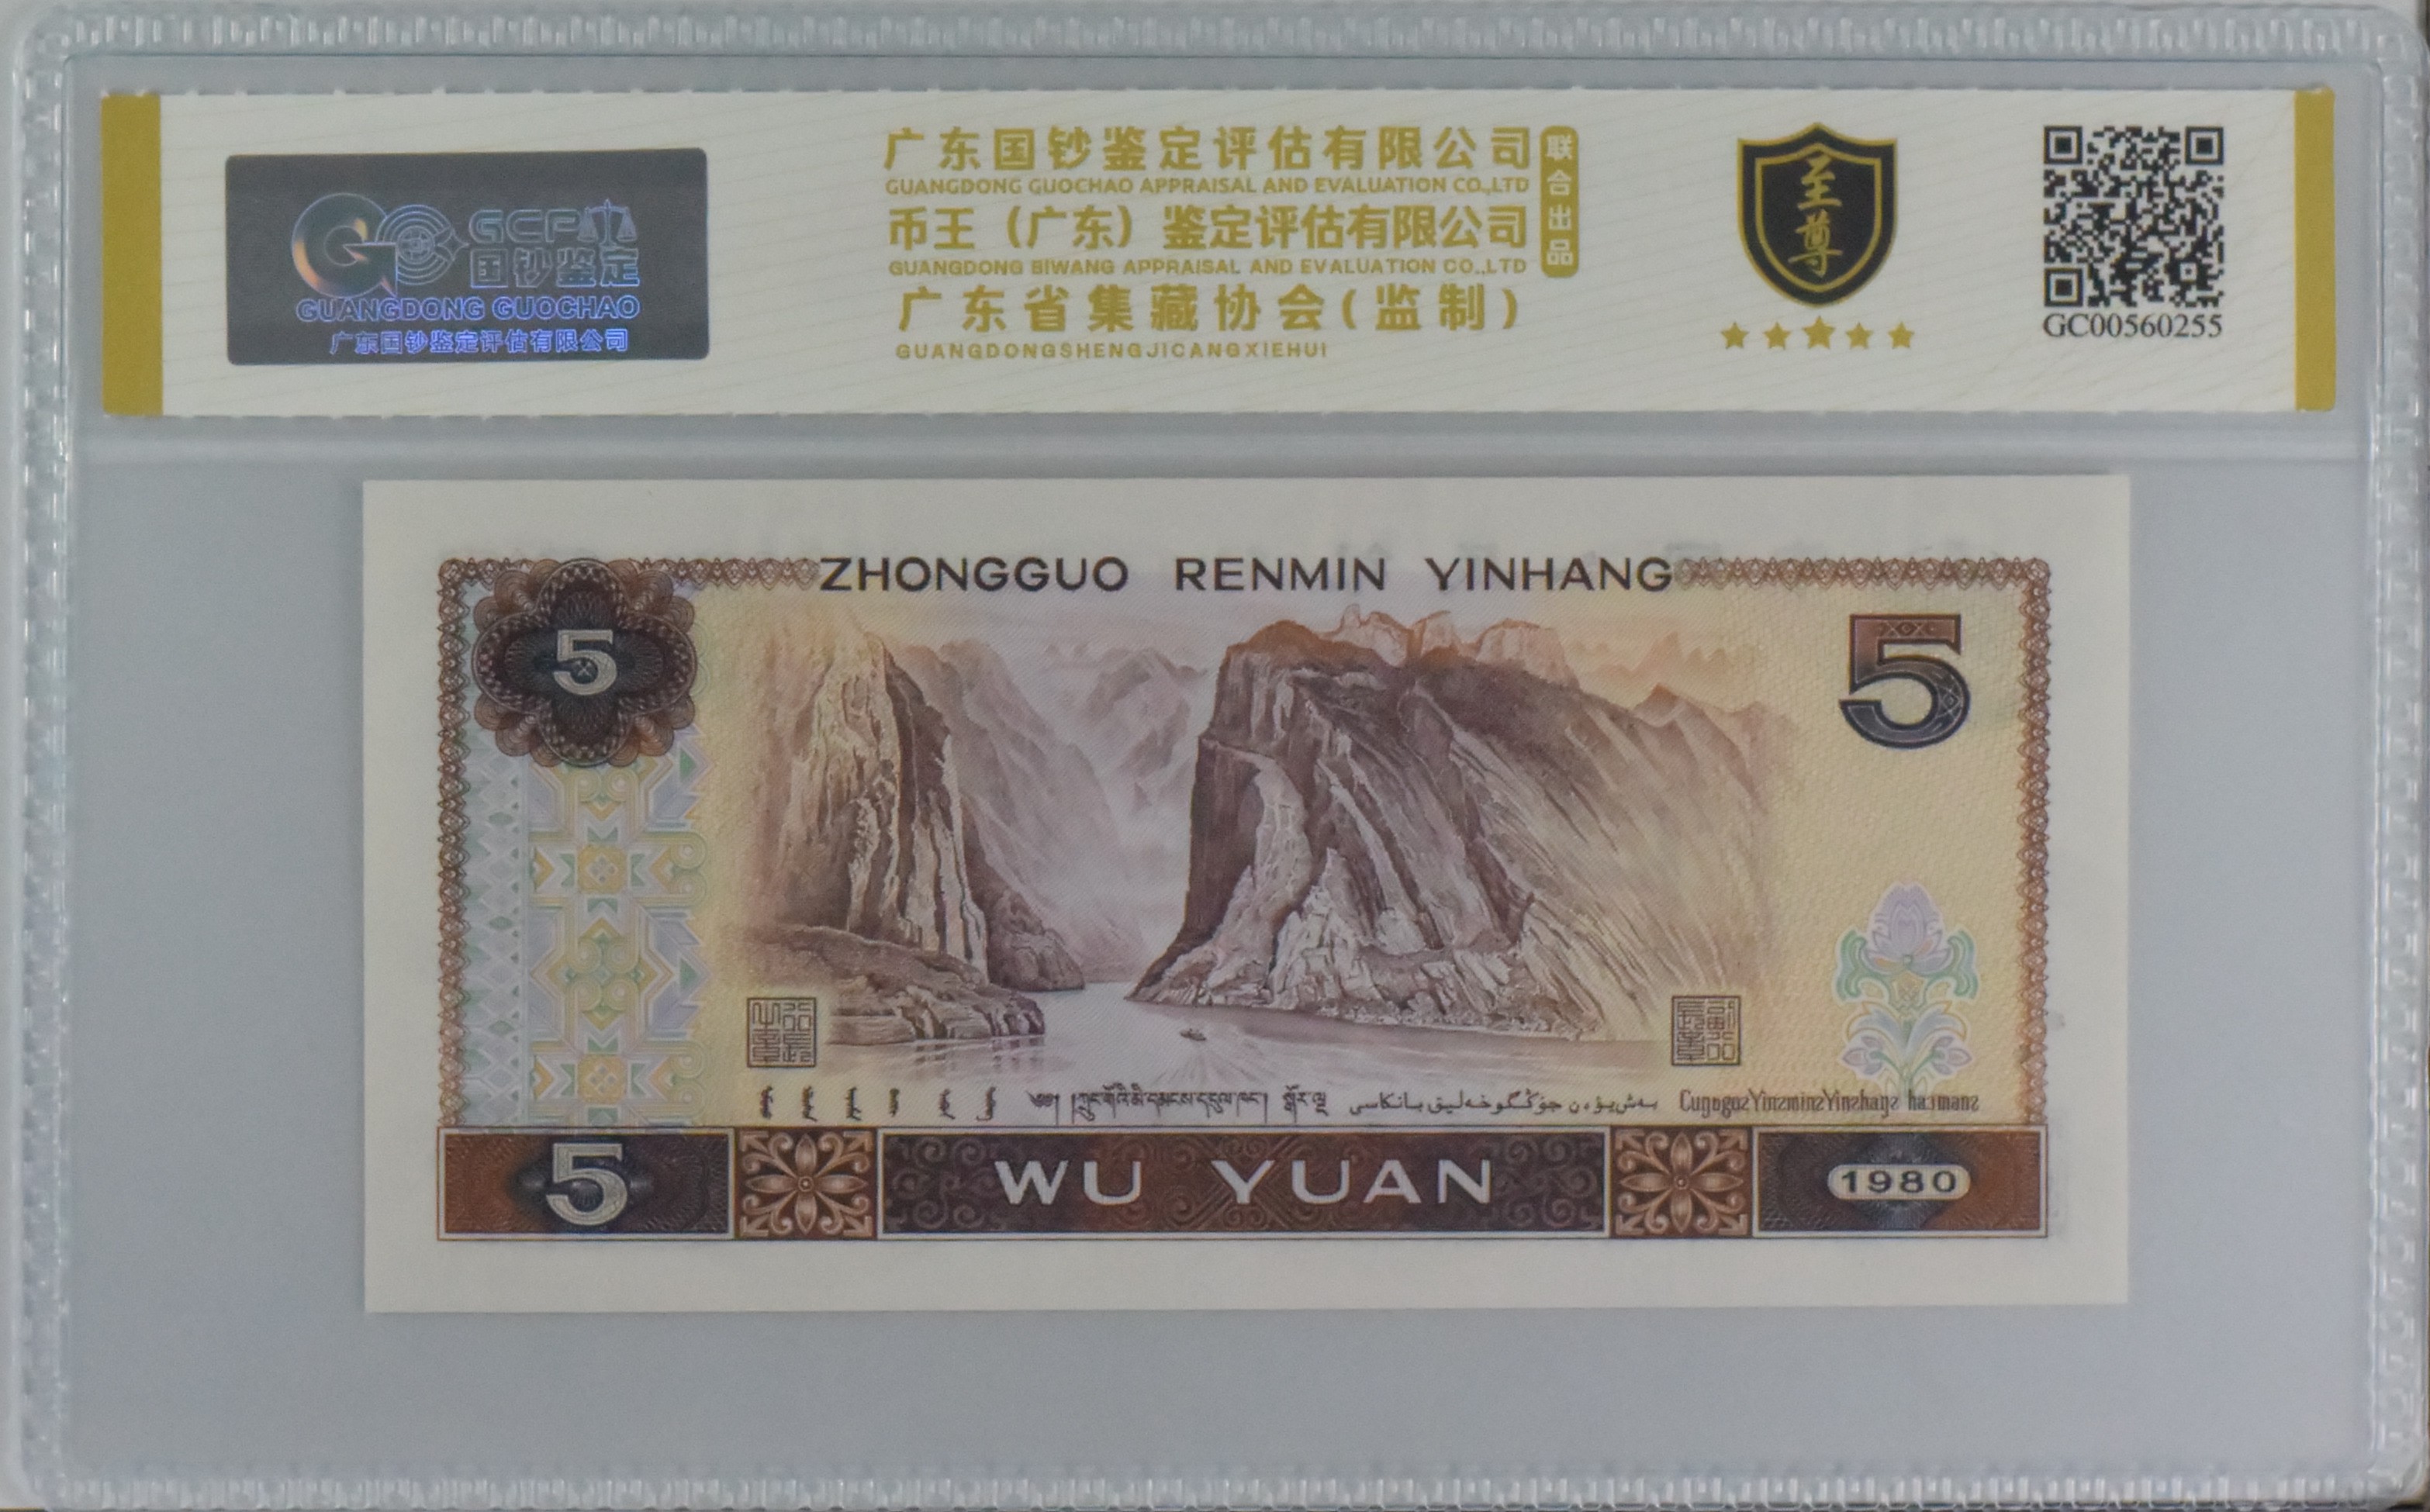 GCP
国钞鉴定
GUANGDONG GUOCHAO
广东国钞鉴定评估有限公司
广东国钞鉴定评估有限公司
GUANGDONG GUOCHAO APPRAISAL AND EVALUATION CO.,LTD
币王（广东）鉴定评估有限公司
GUANGDONG BIWANG APPRAISAL AND EVALUATION CO.,LTD
广东省集藏协会(监制)
GUANGDONGSHENGJICANGXIEHUI
联合出品
至尊
GC00560255
ZHONGGUO RENMIN YINHANG
5
5
Cuŋƅgoƨ Yinƨminƨ Yinƨhaŋƨ haɜmanƨ
5
WU YUAN
1980